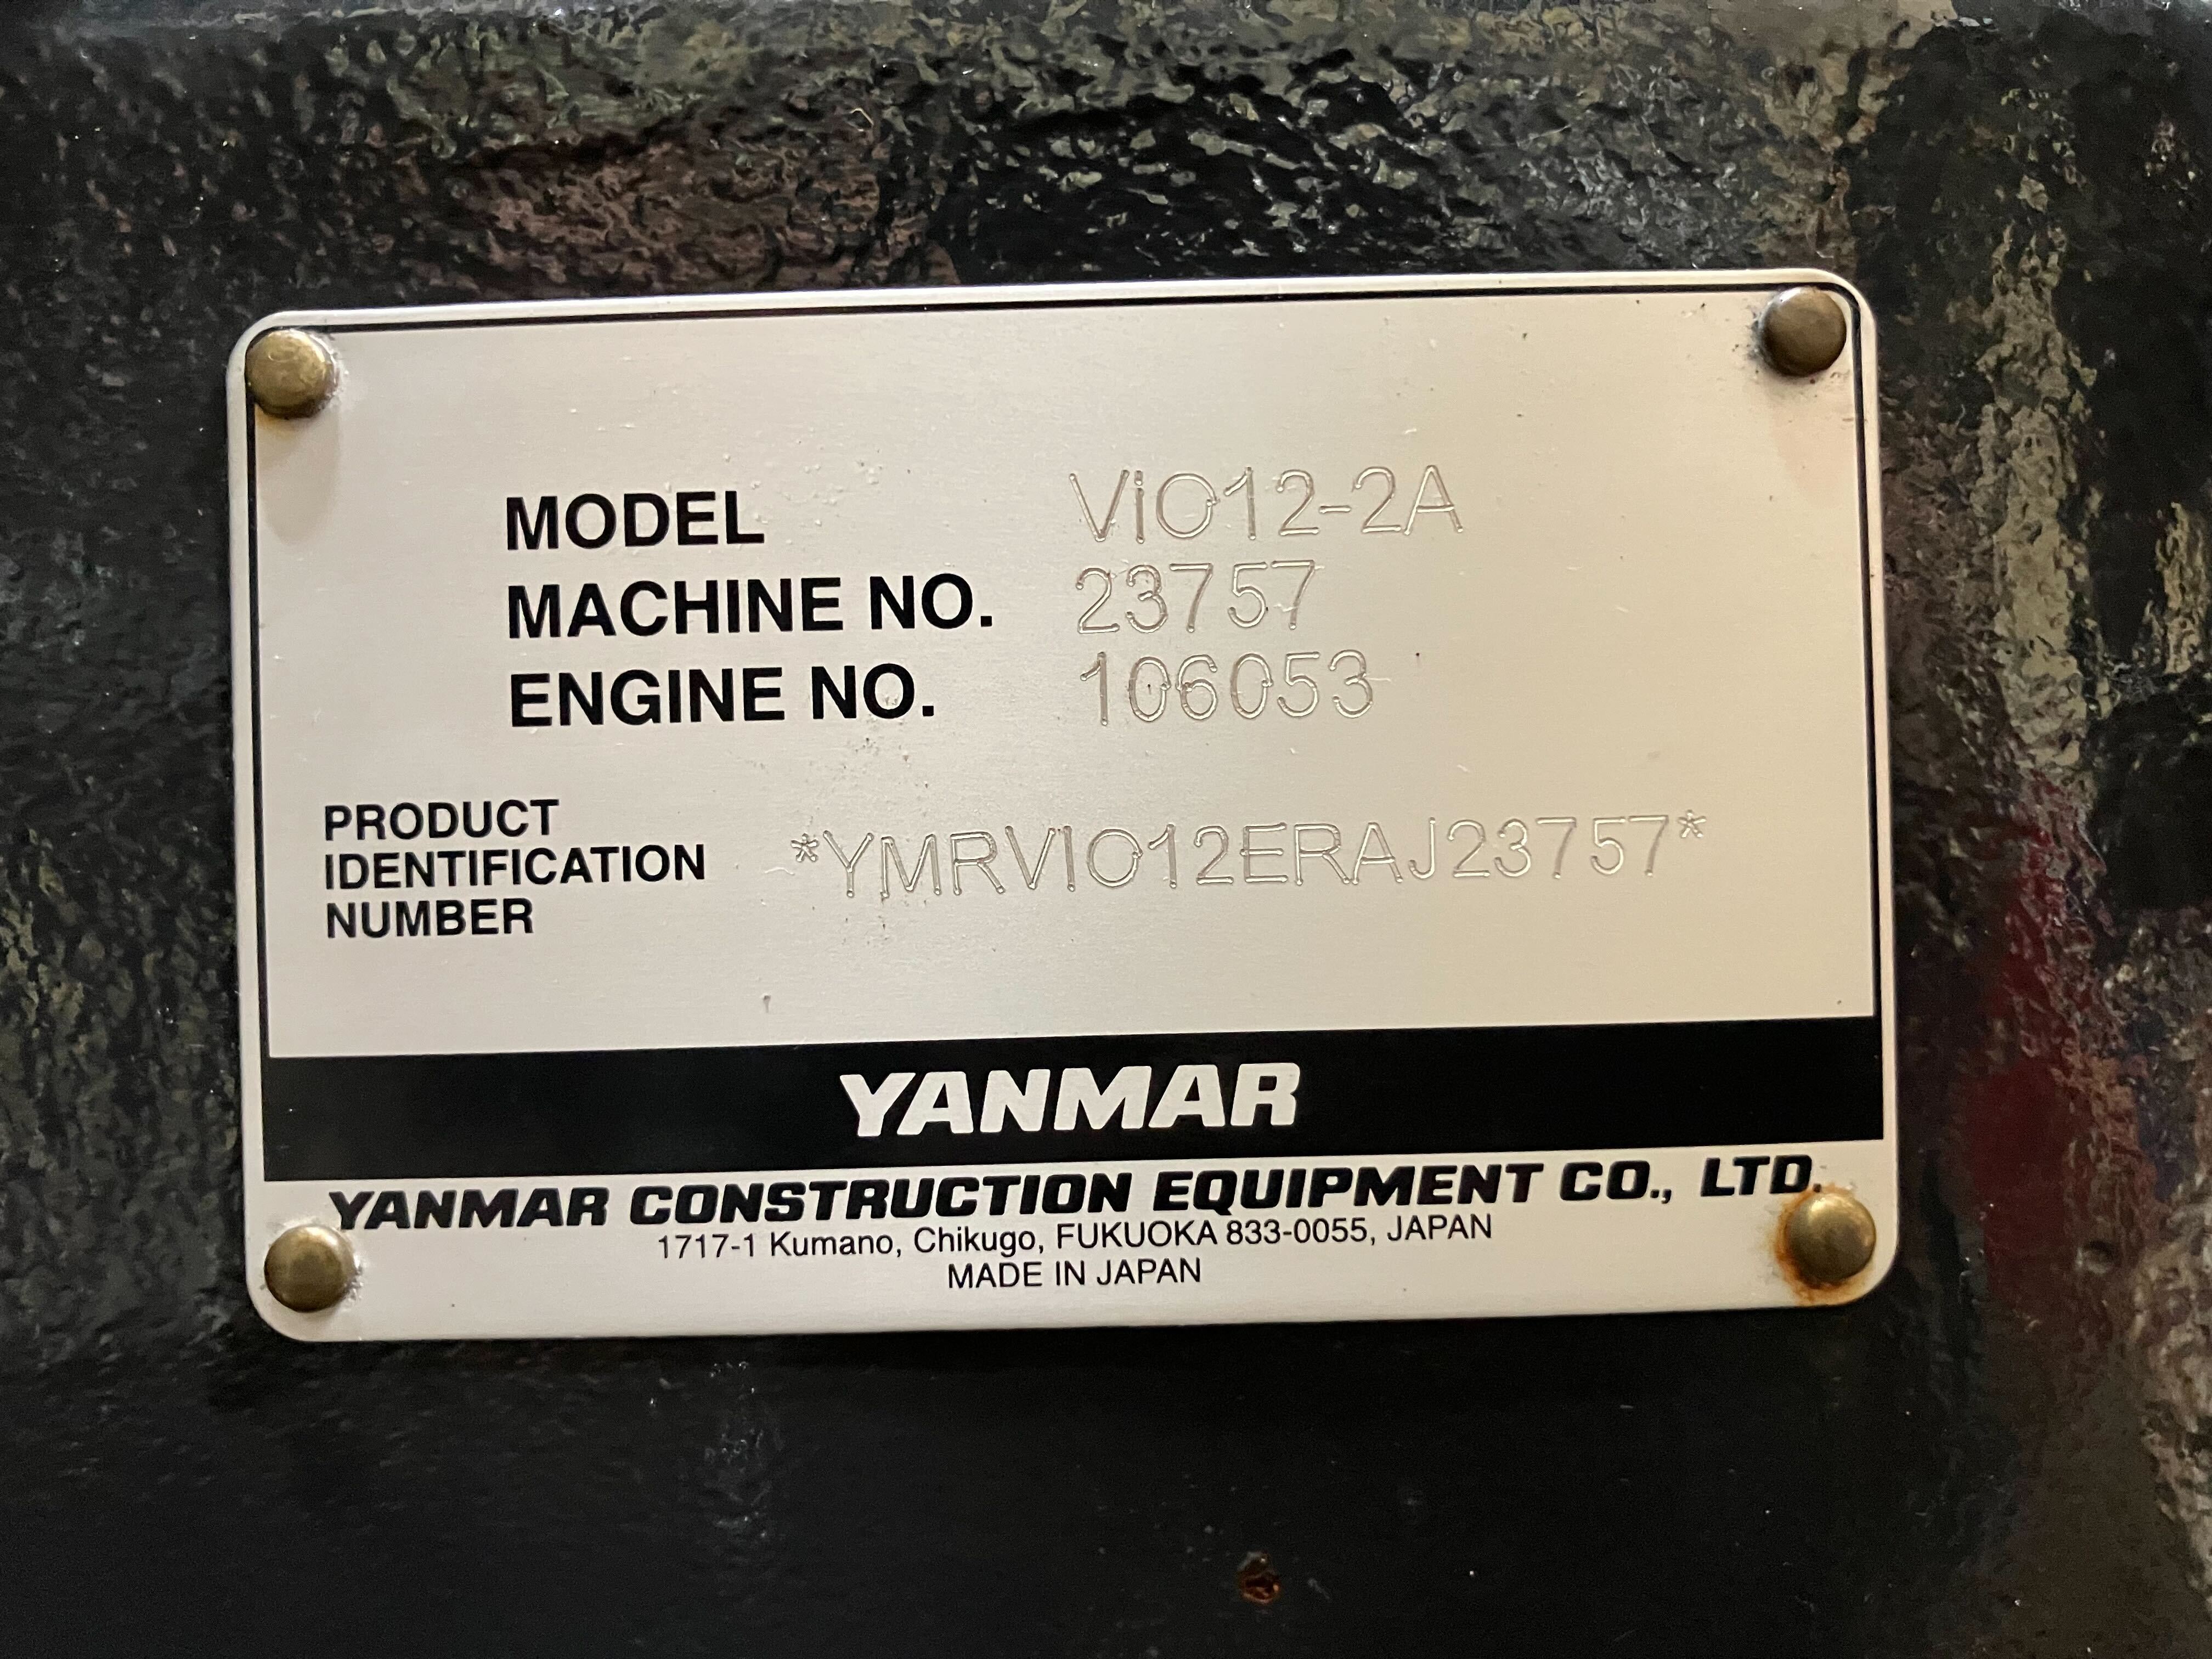 MODEL ViO12-2A
MACHINE NO. 23757
ENGINE NO. 106053
PRODUCT
IDENTIFICATION
NUMBER
*YMRVIO12ERAJ23757*
YANMAR
YANMAR CONSTRUCTION EQUIPMENT CO., LTD.
1717-1 Kumano, Chikugo, FUKUOKA 833-0055, JAPAN
MADE IN JAPAN